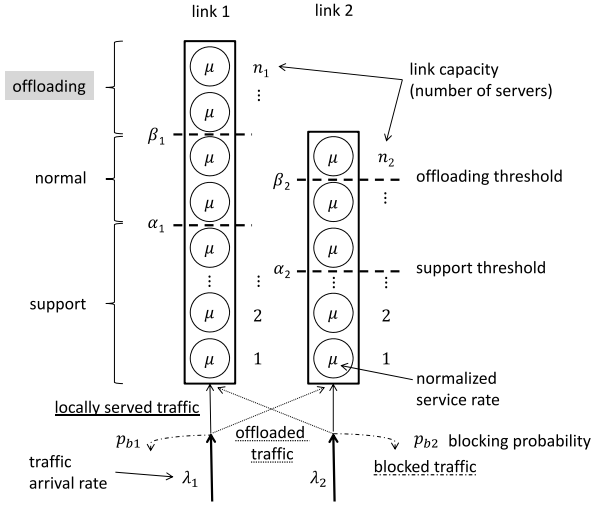 link 1
link 2
μ
n₁
link capacity
(number of servers)
offloading
⋮
μ
β₁
μ
μ
n₂
normal
β₂
offloading threshold
μ
μ
⋮
α₁
μ
μ
α₂
support threshold
⋮
⋮
⋮
⋮
support
μ
2
μ
2
μ
1
μ
1
normalized
service rate
locally served traffic
p_b1
offloaded
traffic
p_b2 blocking probability
blocked traffic
traffic
arrival rate
λ₁
λ₂